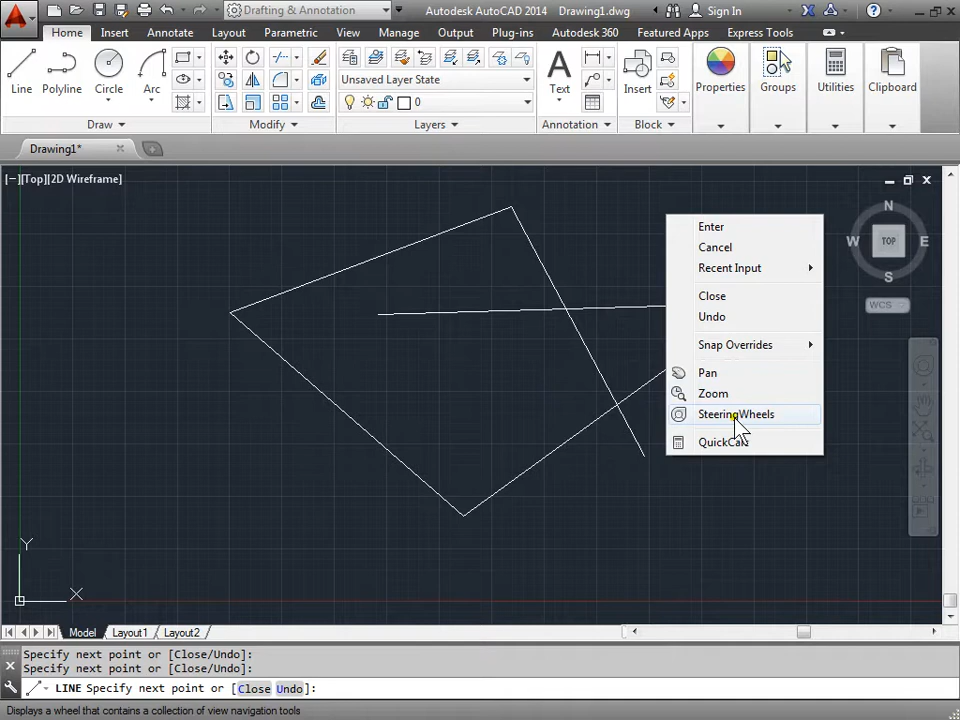 Drafting & Annotation
Autodesk AutoCAD 2014 Drawing1.dwg
Sign In
Home Insert Annotate Layout Parametric View Manage Output Plug-ins Autodesk 360 Featured Apps Express Tools
Line Polyline Circle Arc
Unsaved Layer State
0
Text Insert Properties Groups Utilities Clipboard
Draw Modify Layers Annotation Block
Drawing1*
[−][Top][2D Wireframe]
N
W TOP E
S
WCS
Enter
Cancel
Recent Input
Close
Undo
Snap Overrides
Pan
Zoom
SteeringWheels
Y
X
Model Layout1 Layout2
Specify next point or [Close/Undo]:
Specify next point or [Close/Undo]:
LINE Specify next point or [Close Undo]:
Displays a wheel that contains a collection of view navigation tools